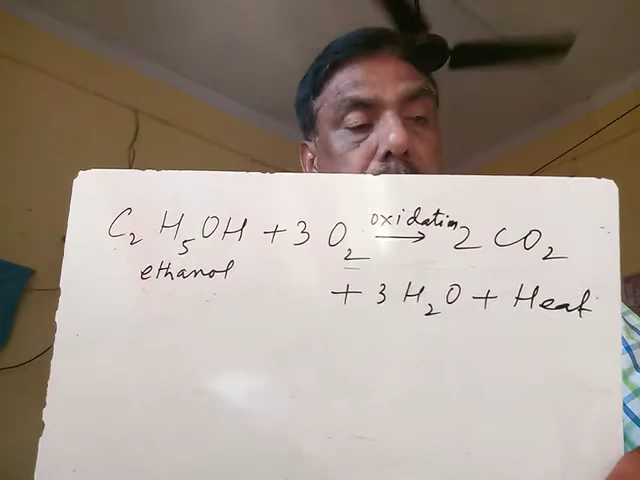 C₂H₅OH + 3O₂ oxidation → 2CO₂
ethanol
+ 3H₂O + Heat